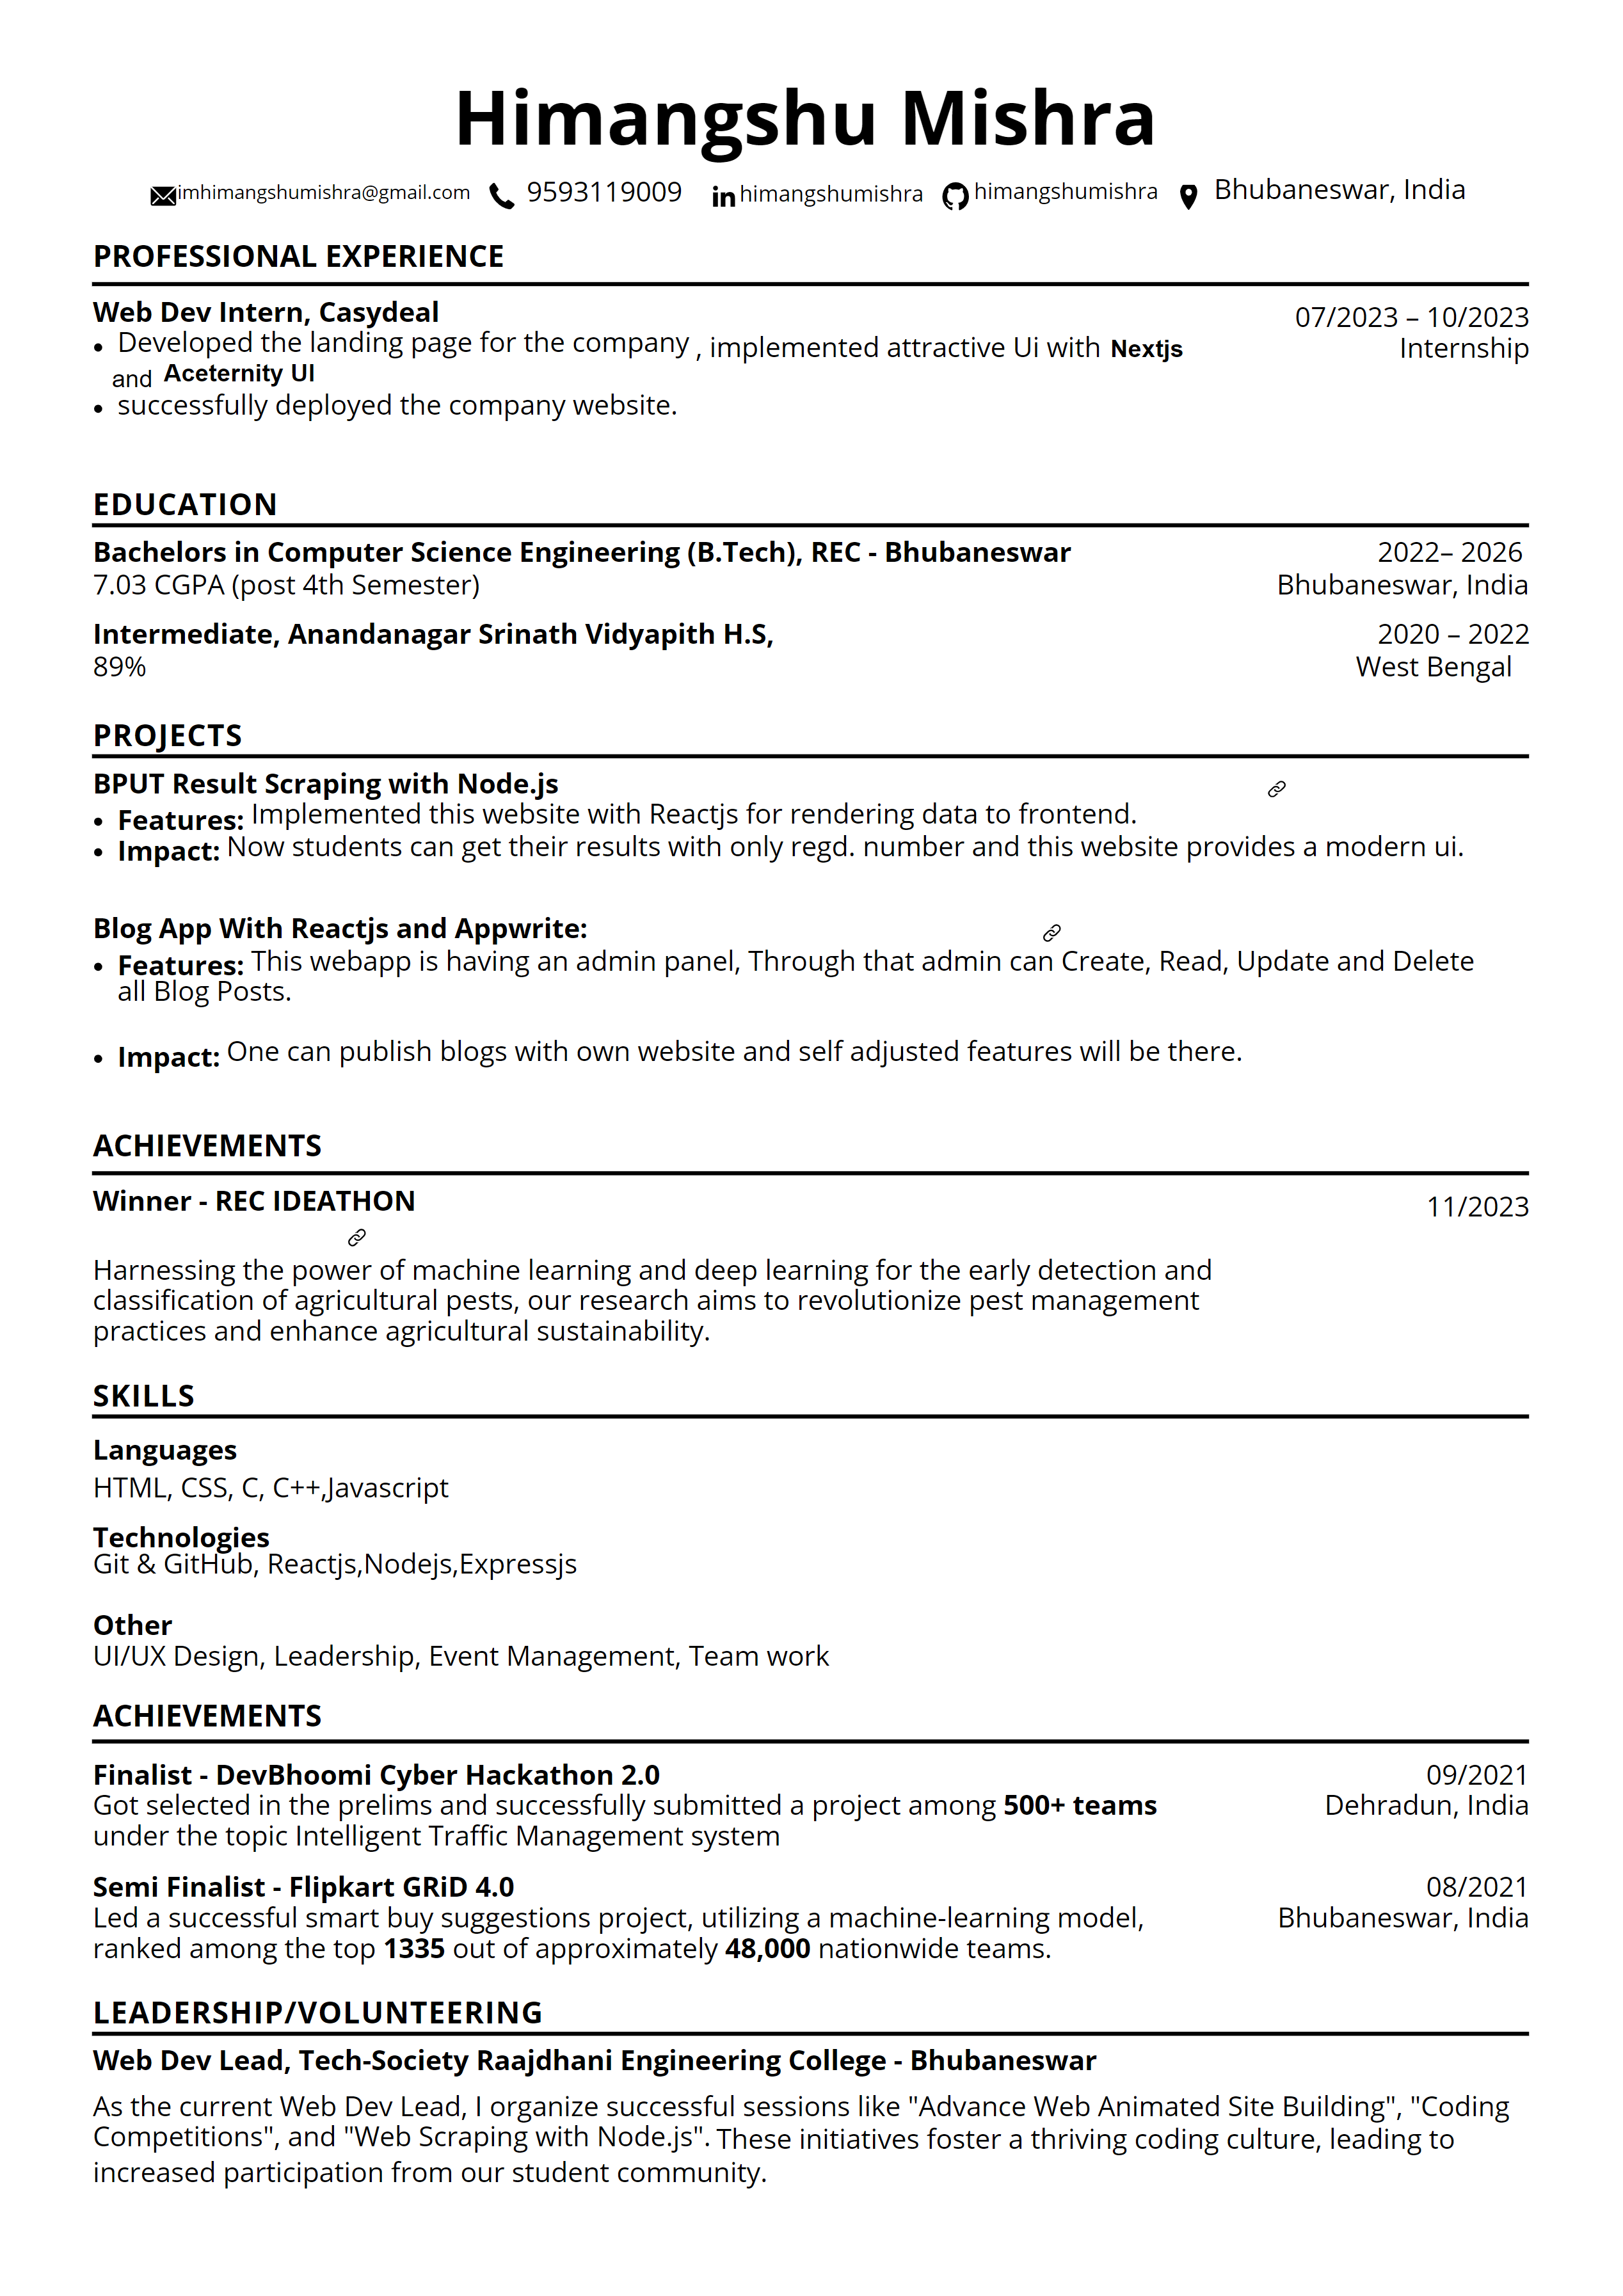 Himangshu Mishra
imhimangshumishra@gmail.com 9593119009 himangshumishra himangshumishra Bhubaneswar, India
PROFESSIONAL EXPERIENCE
Web Dev Intern, Casydeal 07/2023 – 10/2023
• Developed the landing page for the company , implemented attractive Ui with Nextjs Internship
and Aceternity UI
• successfully deployed the company website.
EDUCATION
Bachelors in Computer Science Engineering (B.Tech), REC - Bhubaneswar 2022– 2026
7.03 CGPA (post 4th Semester) Bhubaneswar, India
Intermediate, Anandanagar Srinath Vidyapith H.S, 2020 – 2022
89% West Bengal
PROJECTS
BPUT Result Scraping with Node.js
• Features: Implemented this website with Reactjs for rendering data to frontend.
• Impact: Now students can get their results with only regd. number and this website provides a modern ui.
Blog App With Reactjs and Appwrite:
• Features: This webapp is having an admin panel, Through that admin can Create, Read, Update and Delete
all Blog Posts.
• Impact: One can publish blogs with own website and self adjusted features will be there.
ACHIEVEMENTS
Winner - REC IDEATHON 11/2023
Harnessing the power of machine learning and deep learning for the early detection and
classification of agricultural pests, our research aims to revolutionize pest management
practices and enhance agricultural sustainability.
SKILLS
Languages
HTML, CSS, C, C++,Javascript
Technologies
Git & GitHub, Reactjs,Nodejs,Expressjs
Other
UI/UX Design, Leadership, Event Management, Team work
ACHIEVEMENTS
Finalist - DevBhoomi Cyber Hackathon 2.0 09/2021
Got selected in the prelims and successfully submitted a project among 500+ teams Dehradun, India
under the topic Intelligent Traffic Management system
Semi Finalist - Flipkart GRiD 4.0 08/2021
Led a successful smart buy suggestions project, utilizing a machine-learning model, Bhubaneswar, India
ranked among the top 1335 out of approximately 48,000 nationwide teams.
LEADERSHIP/VOLUNTEERING
Web Dev Lead, Tech-Society Raajdhani Engineering College - Bhubaneswar
As the current Web Dev Lead, I organize successful sessions like "Advance Web Animated Site Building", "Coding
Competitions", and "Web Scraping with Node.js". These initiatives foster a thriving coding culture, leading to
increased participation from our student community.